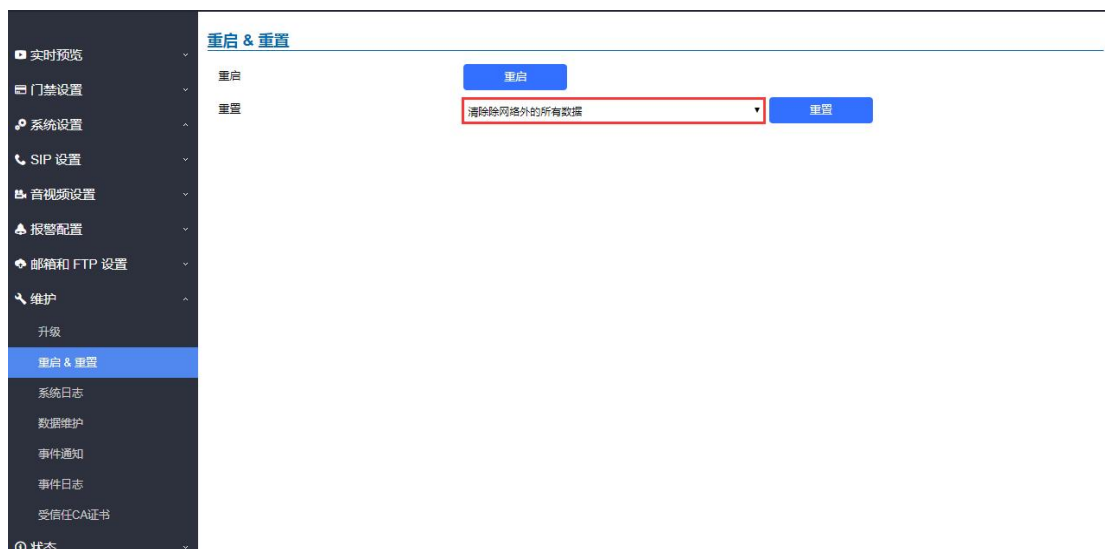 实时预览
门禁设置
系统设置
SIP 设置
音视频设置
报警配置
邮箱和 FTP 设置
维护
升级
重启 & 重置
系统日志
数据维护
事件通知
事件日志
受信任CA证书
状态
重启 & 重置
重启 重启
重置 清除除网络外的所有数据 重置